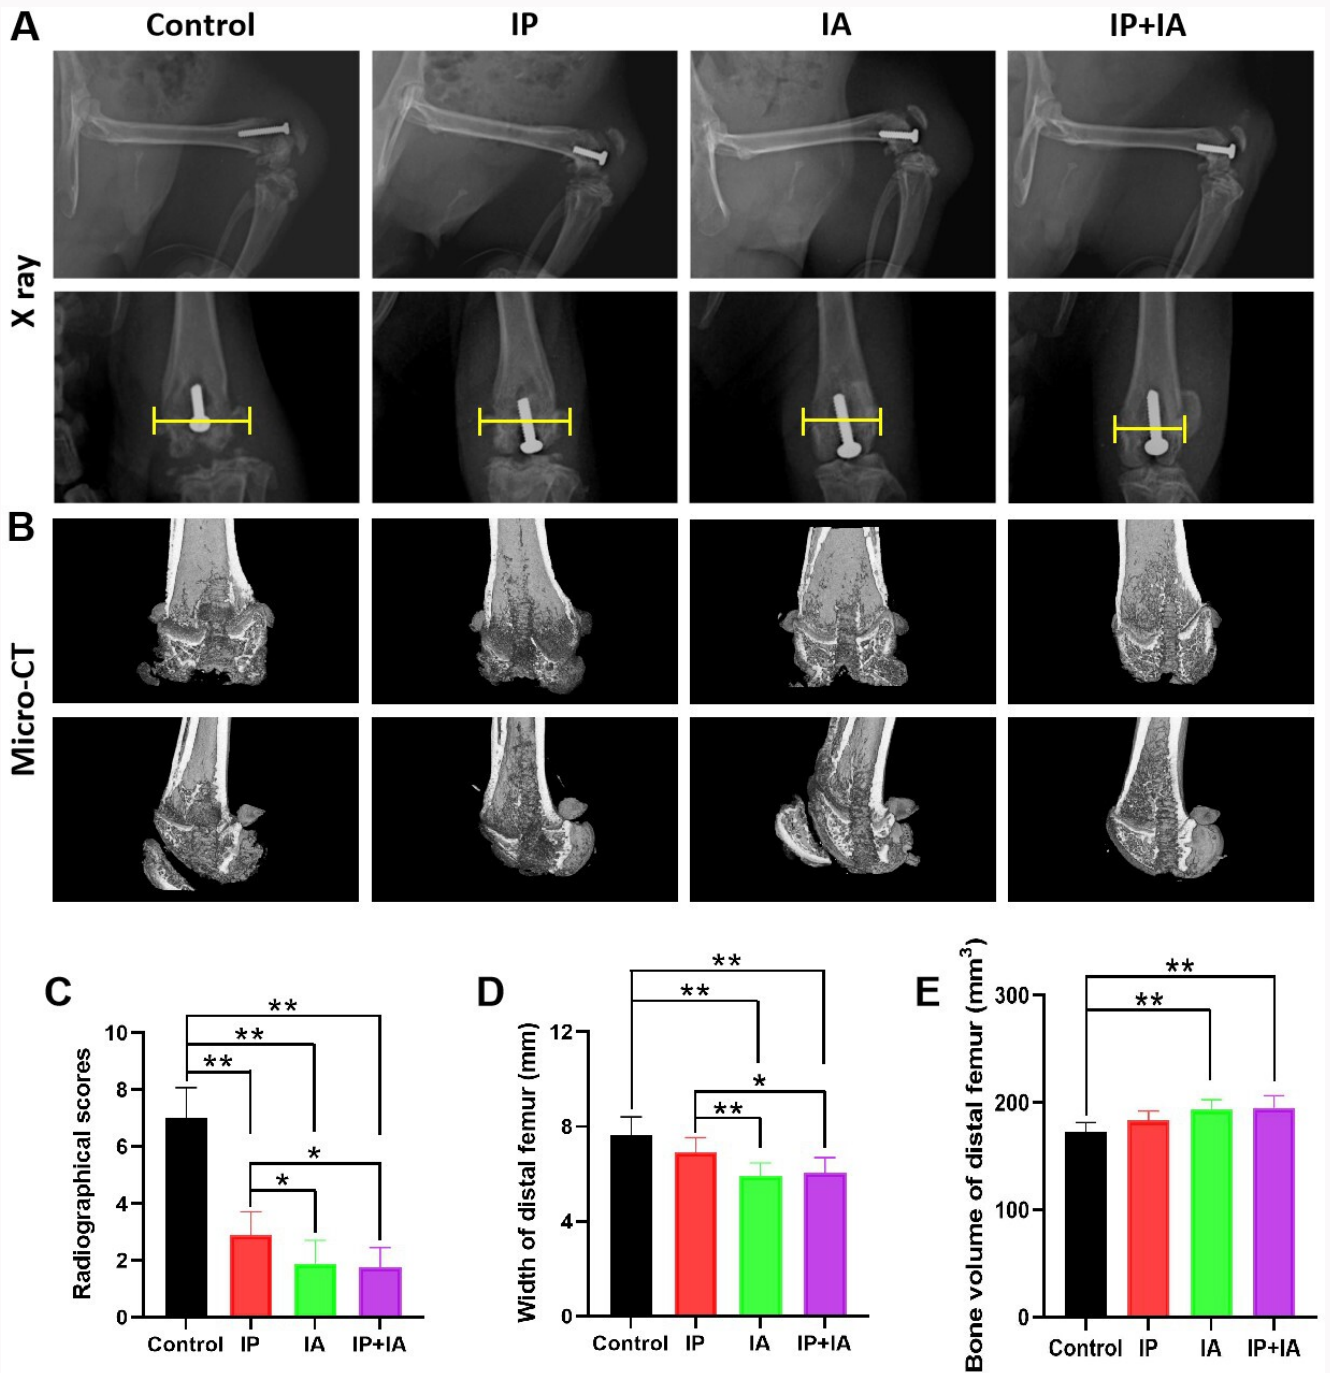 A
Control
IP
IA
IP+IA
X ray
B
Micro-CT
C
Radiographical scores
10
8
6
4
2
0
**
**
**
*
*
Control
IP
IA
IP+IA
D
Width of distal femur (mm)
12
8
4
0
**
**
*
**
Control
IP
IA
IP+IA
E
Bone volume of distal femur (mm³)
300
200
100
0
**
**
Control
IP
IA
IP+IA